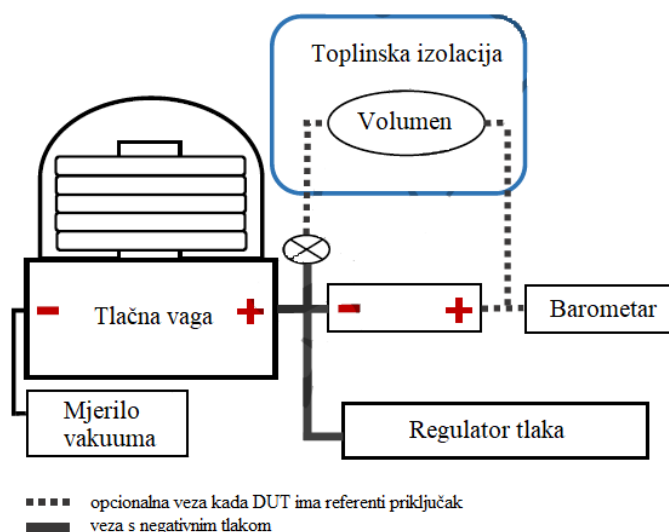 Toplinska izolacija
Volumen
− Tlačna vaga +
− +
Barometar
Mjerilo
vakuuma
Regulator tlaka
opcionalna veza kada DUT ima referenti priključak
veza s negativnim tlakom